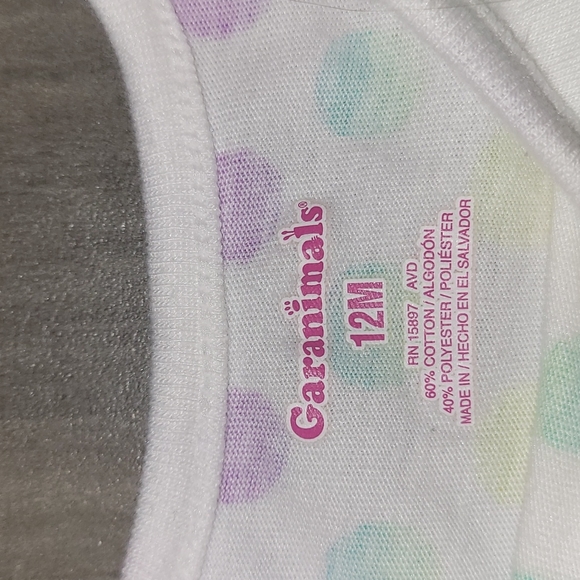 Garanimals®
12M
RN 15897 AVD
60% COTTON / ALGODÓN
40% POLYESTER / POLIÉSTER
MADE IN / HECHO EN EL SALVADOR